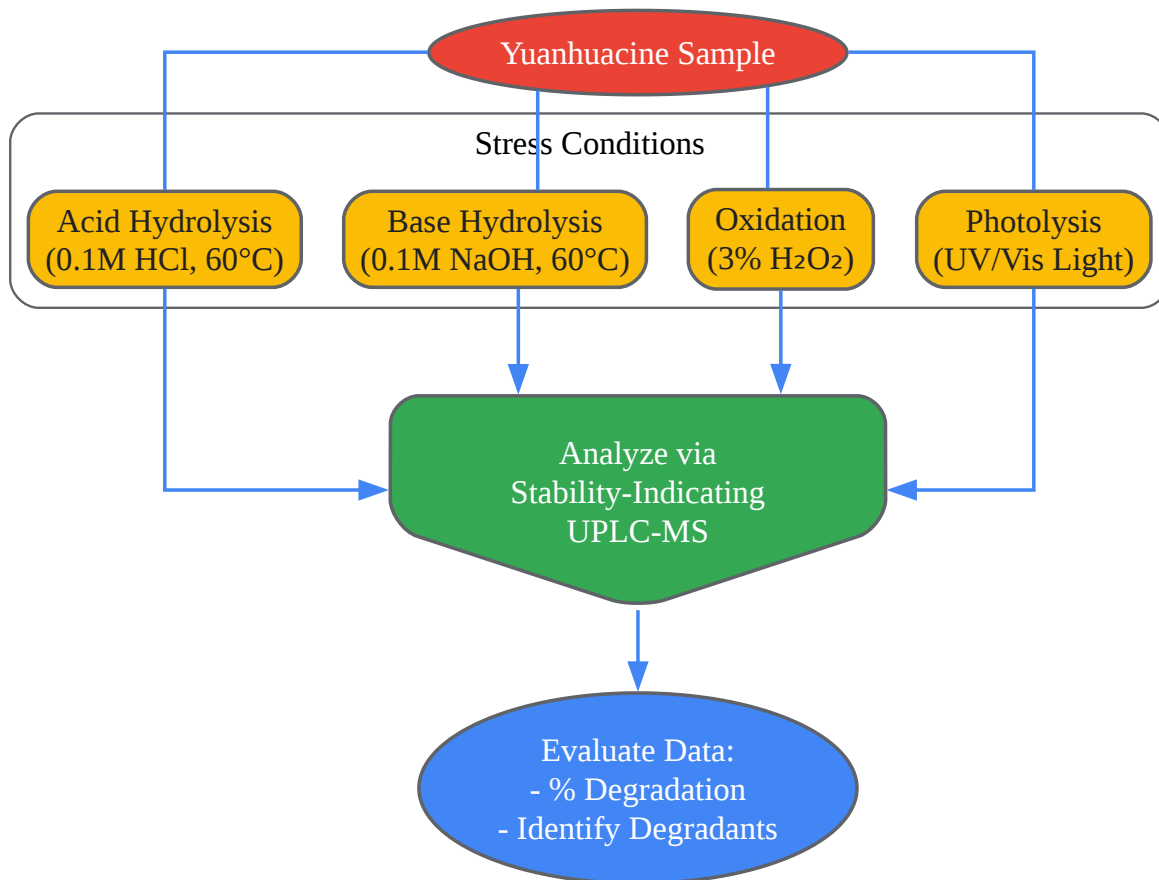 Yuanhuacine Sample
Stress Conditions
Acid Hydrolysis
(0.1M HCl, 60°C)
Base Hydrolysis
(0.1M NaOH, 60°C)
Oxidation
(3% H₂O₂)
Photolysis
(UV/Vis Light)
Analyze via
Stability-Indicating
UPLC-MS
Evaluate Data:
- % Degradation
- Identify Degradants